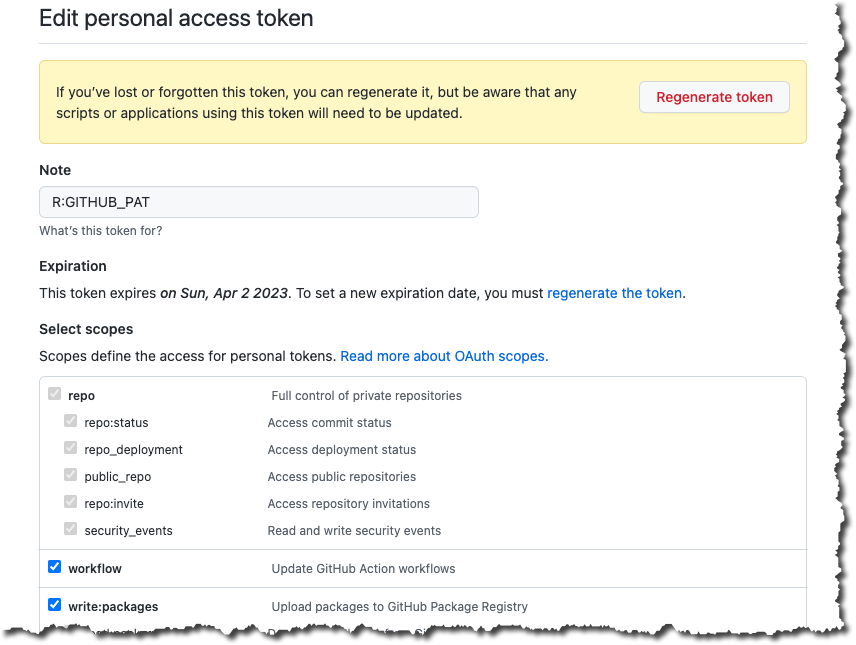 Edit personal access token
If you've lost or forgotten this token, you can regenerate it, but be aware that any
scripts or applications using this token will need to be updated.
Regenerate token
Note
R:GITHUB_PAT
What's this token for?
Expiration
This token expires on Sun, Apr 2 2023. To set a new expiration date, you must regenerate the token.
Select scopes
Scopes define the access for personal tokens. Read more about OAuth scopes.
repo Full control of private repositories
repo:status Access commit status
repo_deployment Access deployment status
public_repo Access public repositories
repo:invite Access repository invitations
security_events Read and write security events
workflow Update GitHub Action workflows
write:packages Upload packages to GitHub Package Registry